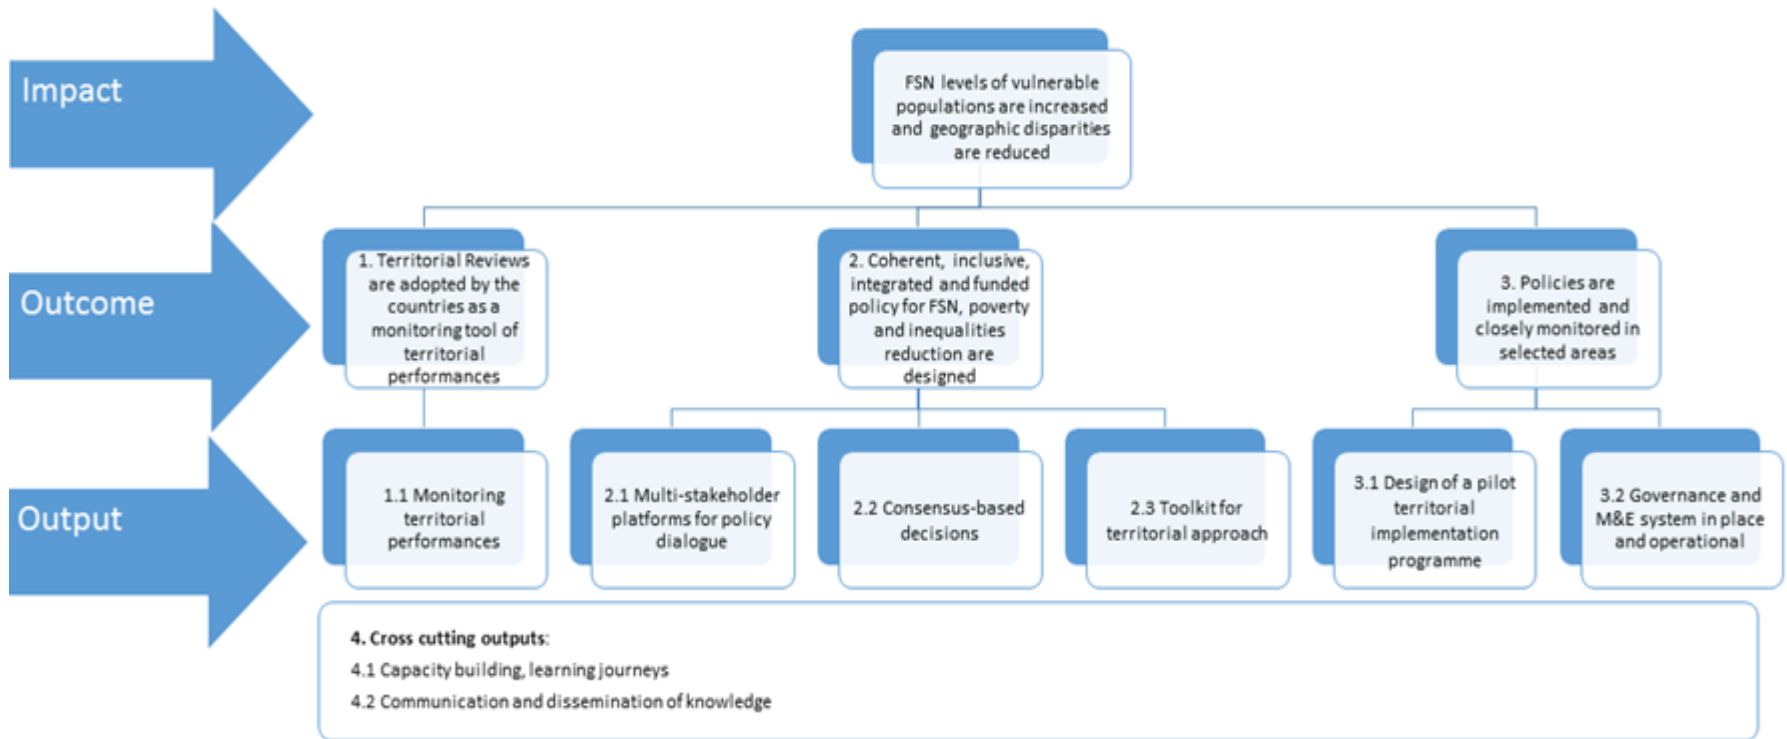 Impact
FSN levels of vulnerable
populations are increased
and geographic disparities
are reduced
Outcome
1. Territorial Reviews
are adopted by the
countries as a
monitoring tool of
territorial
performances
2. Coherent, inclusive,
integrated and funded
policy for FSN, poverty
and inequalities
reduction are
designed
3. Policies are
implemented and
closely monitored in
selected areas
Output
1.1 Monitoring
territorial
performances
2.1 Multi-stakeholder
platforms for policy
dialogue
2.2 Consensus-based
decisions
2.3 Toolkit for
territorial approach
3.1 Design of a pilot
territorial
implementation
programme
3.2 Governance and
M&E system in place
and operational
4. Cross cutting outputs:
4.1 Capacity building, learning journeys
4.2 Communication and dissemination of knowledge